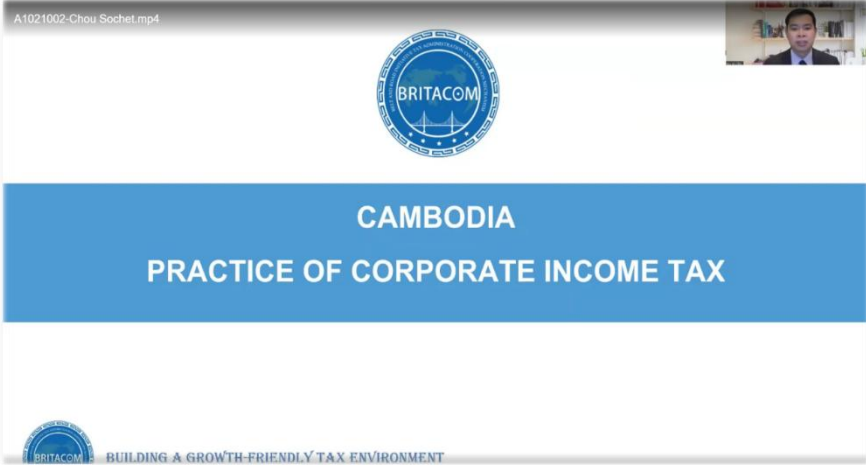 A1021002-Chou Sochet.mp4
BRITACOM
CAMBODIA
PRACTICE OF CORPORATE INCOME TAX
BRITACOM
BUILDING A GROWTH-FRIENDLY TAX ENVIRONMENT